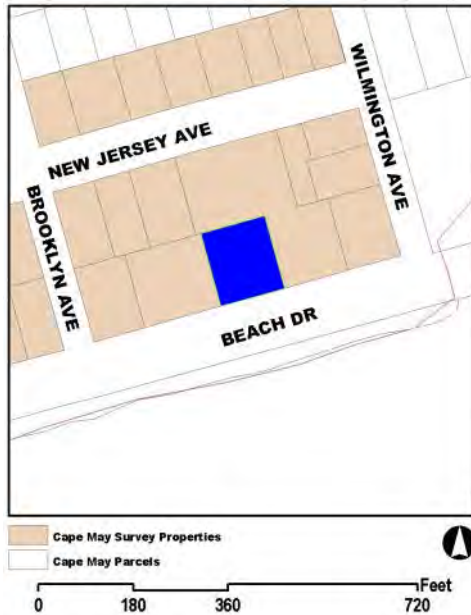 WILMINGTON AVE
NEW JERSEY AVE
BROOKLYN AVE
BEACH DR
Cape May Survey Properties
Cape May Parcels
Feet
0 180 360 720